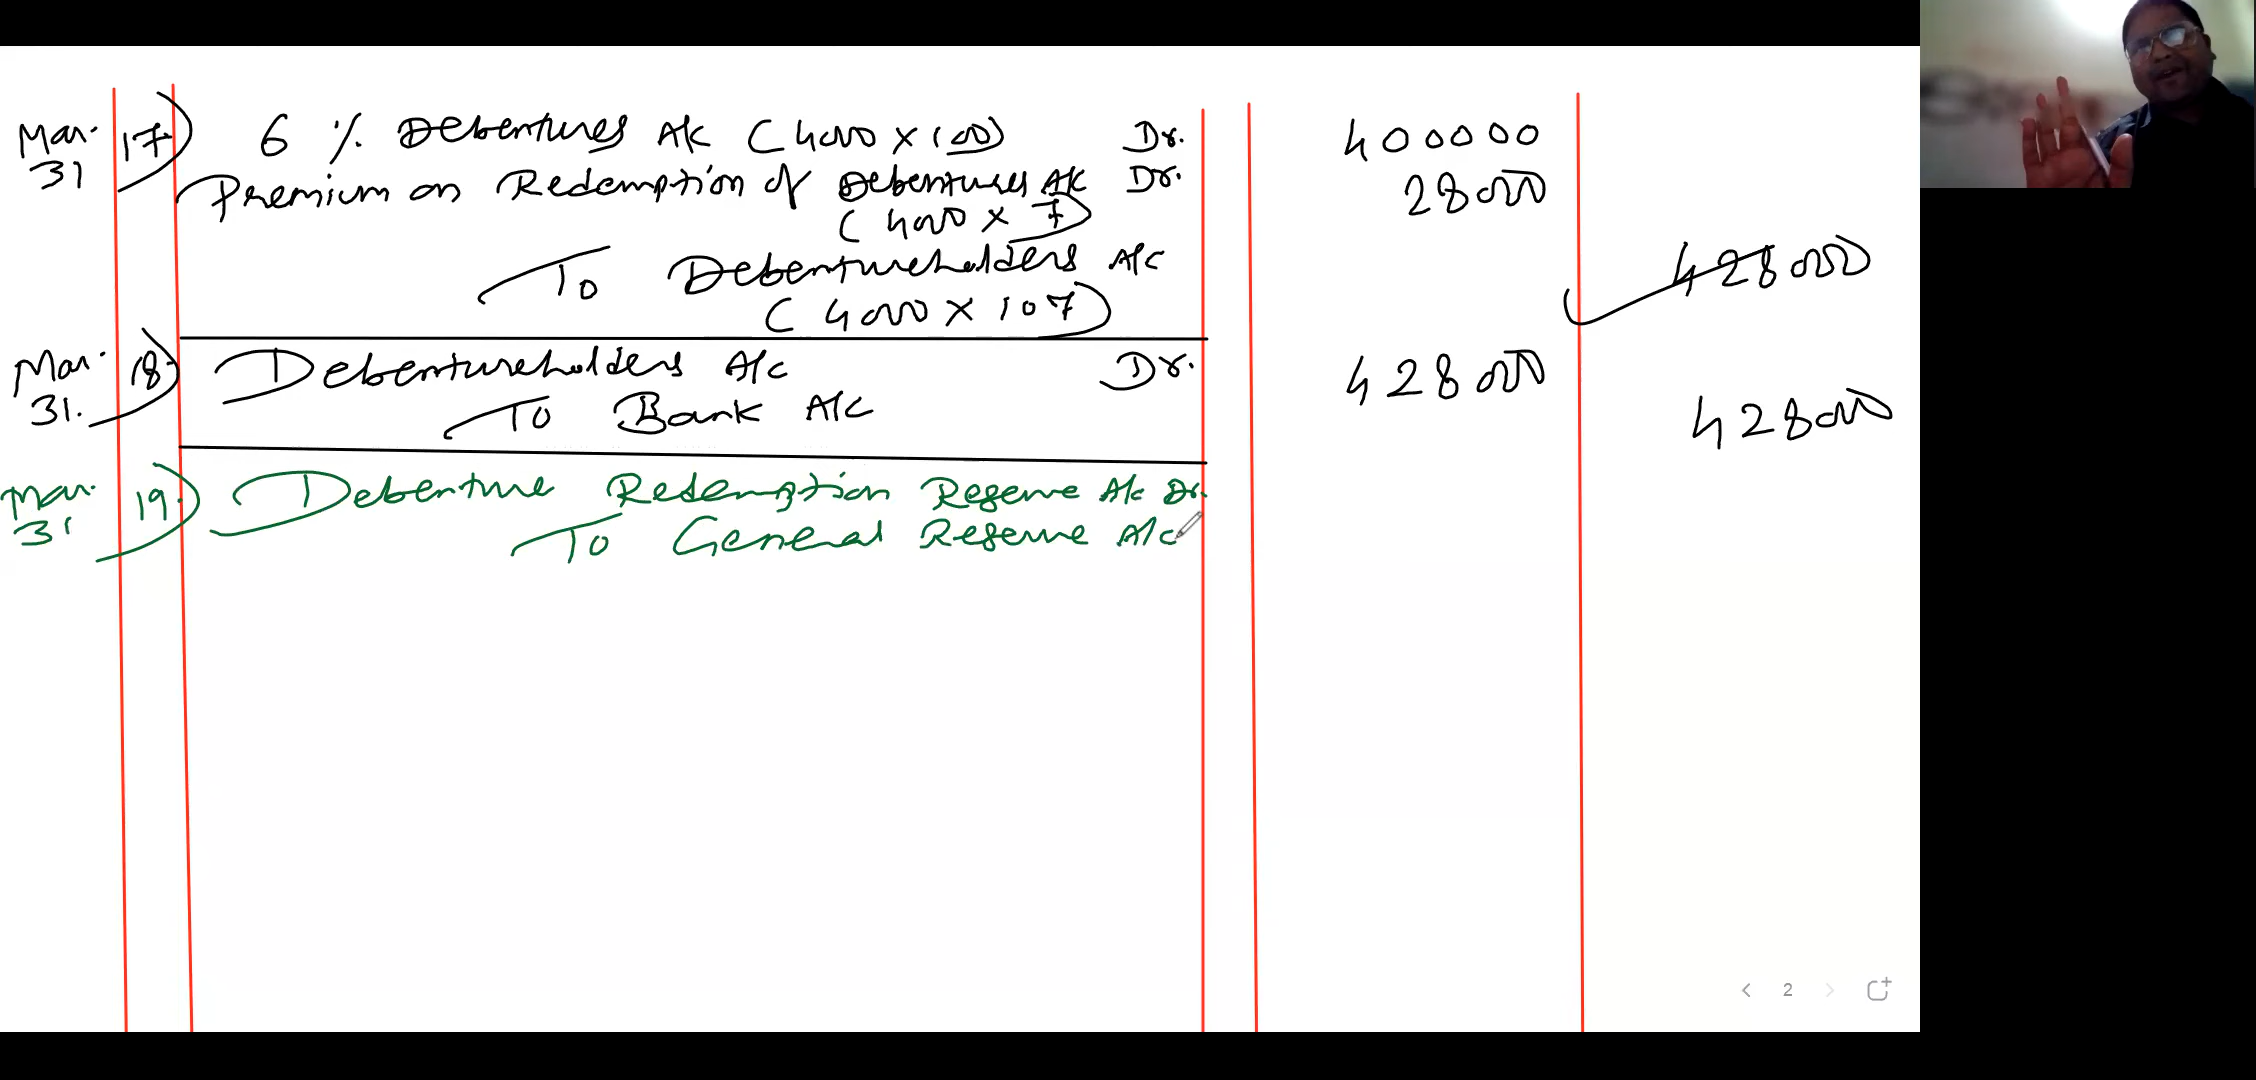 Mar. 17) 6 % Debentures A/c (4000 x 100) Dr. 400000
31 Premium on Redemption of Debentures A/c Dr. 28000
(4000 x 7)
To Debentureholders A/c 428000
(4000 x 107)
Mar. 18) Debentureholders A/c Dr. 428000
31. To Bank A/c 428000
Mar. 19) Debenture Redemption Reserve A/c Dr.
31 To General Reserve A/c
2